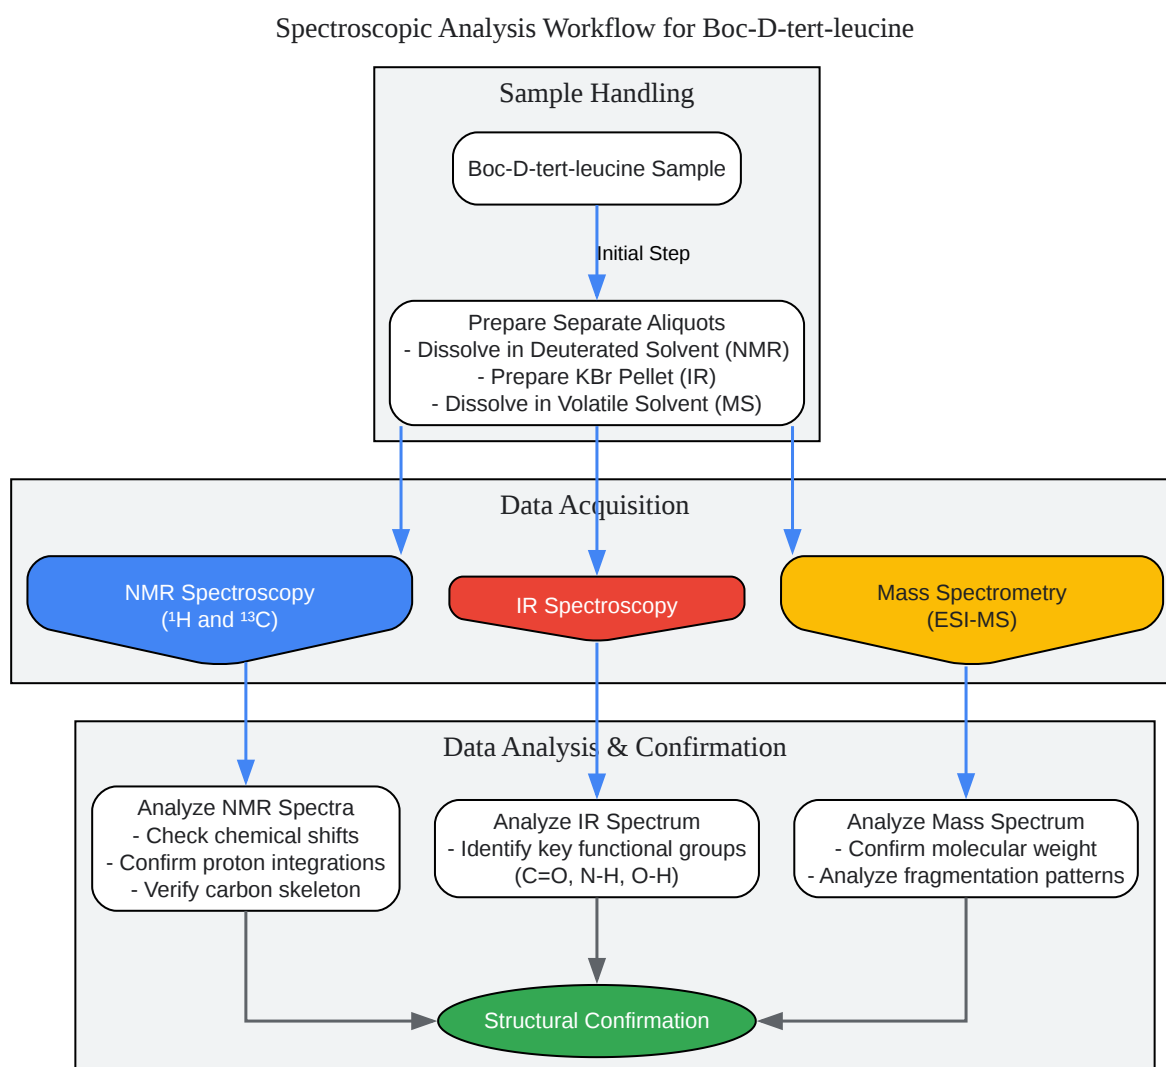 Spectroscopic Analysis Workflow for Boc-D-tert-leucine
Sample Handling
Boc-D-tert-leucine Sample
Initial Step
Prepare Separate Aliquots
- Dissolve in Deuterated Solvent (NMR)
- Prepare KBr Pellet (IR)
- Dissolve in Volatile Solvent (MS)
Data Acquisition
NMR Spectroscopy
(¹H and ¹³C)
IR Spectroscopy
Mass Spectrometry
(ESI-MS)
Data Analysis & Confirmation
Analyze NMR Spectra
- Check chemical shifts
- Confirm proton integrations
- Verify carbon skeleton
Analyze IR Spectrum
- Identify key functional groups
(C=O, N-H, O-H)
Analyze Mass Spectrum
- Confirm molecular weight
- Analyze fragmentation patterns
Structural Confirmation